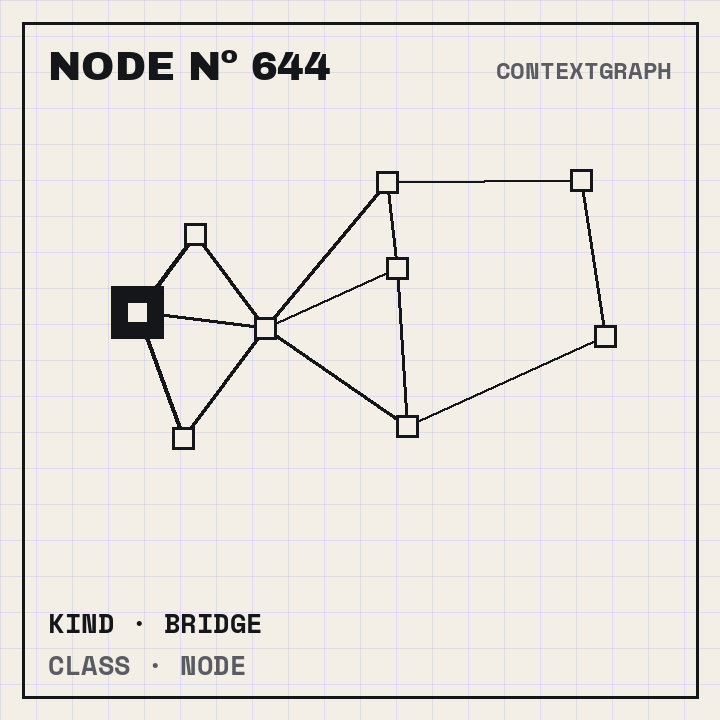 NODE Nº 644
CONTEXTGRAPH
KIND · BRIDGE
CLASS · NODE